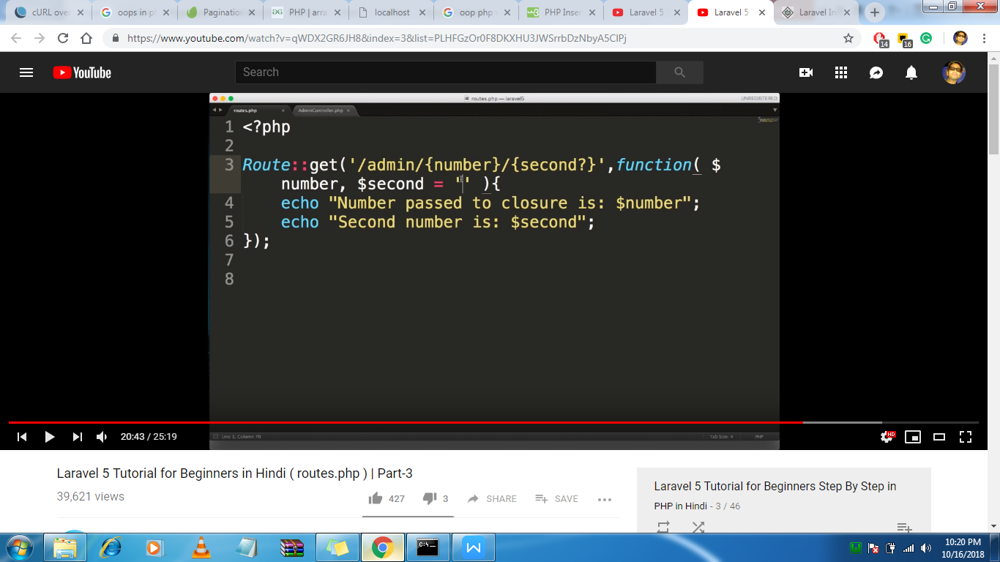 cURL over
oops in p
Pagination
PHP | arra
localhost
oop php
PHP Inser
Laravel 5
Laravel 5
Laravel In
https://www.youtube.com/watch?v=qWDX2GR6JH8&index=3&list=PLHFGzOr0F8DKXHU3JWSrrbDzNbyA5ClPj
14
16
YouTube
Search
routes.php — laravel5
UNREGISTERED
routes.php
AdminController.php
1 <?php
2
3 Route::get('/admin/{number}/{second?}',function( $
number, $second = '' ){
4 echo "Number passed to closure is: $number";
5 echo "Second number is: $second";
6 });
7
8
Line 3, Column 70
Tab Size: 4
PHP
20:43 / 25:19
HD
Laravel 5 Tutorial for Beginners in Hindi ( routes.php ) | Part-3
39,621 views
427
3
SHARE
SAVE
Laravel 5 Tutorial for Beginners Step By Step in
PHP in Hindi - 3 / 46
10:20 PM
10/16/2018